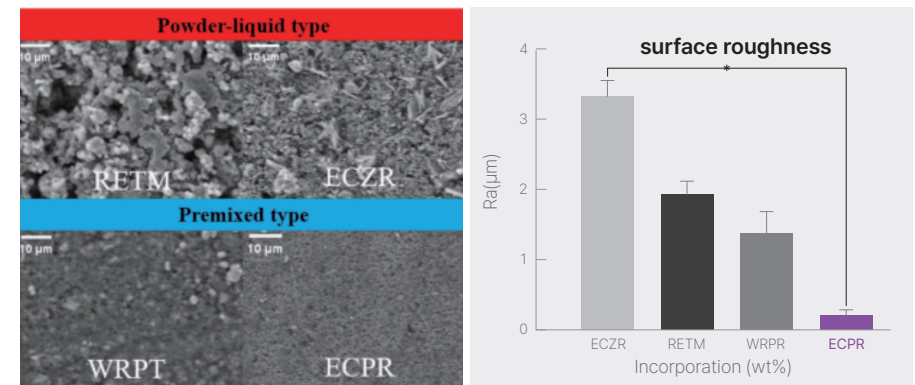 Powder-liquid type
10 µm
10 µm
RETM
ECZR
Premixed type
10 µm
10 µm
WRPT
ECPR
surface roughness
*
Ra(µm)
4
3
2
1
0
ECZR
RETM
WRPR
ECPR
Incorporation (wt%)